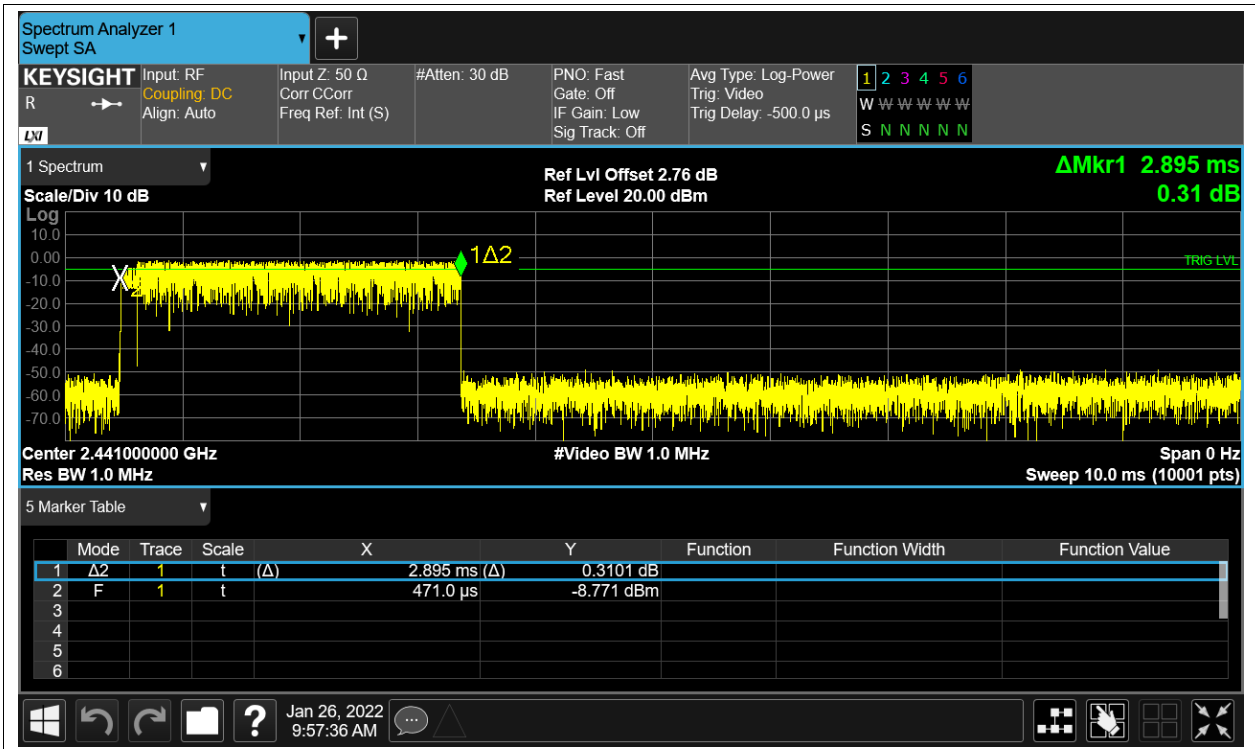 Spectrum Analyzer 1
Swept SA
KEYSIGHT
R
LXI
Input: RF
Coupling: DC
Align: Auto
Input Z: 50 Ω
Corr CCorr
Freq Ref: Int (S)
#Atten: 30 dB
PNO: Fast
Gate: Off
IF Gain: Low
Sig Track: Off
Avg Type: Log-Power
Trig: Video
Trig Delay: -500.0 µs
1 2 3 4 5 6
W W W W W W
S N N N N N
1 Spectrum
Scale/Div 10 dB
Ref Lvl Offset 2.76 dB
Ref Level 20.00 dBm
ΔMkr1 2.895 ms
0.31 dB
Log
10.0
0.00
-10.0
-20.0
-30.0
-40.0
-50.0
-60.0
-70.0
X
2
1Δ2
TRIG LVL
Center 2.441000000 GHz
#Video BW 1.0 MHz
Span 0 Hz
Res BW 1.0 MHz
Sweep 10.0 ms (10001 pts)
5 Marker Table
Mode Trace Scale X Y Function Function Width Function Value
1 Δ2 1 t (Δ) 2.895 ms (Δ) 0.3101 dB
2 F 1 t 471.0 µs -8.771 dBm
3
4
5
6
?
Jan 26, 2022
9:57:36 AM